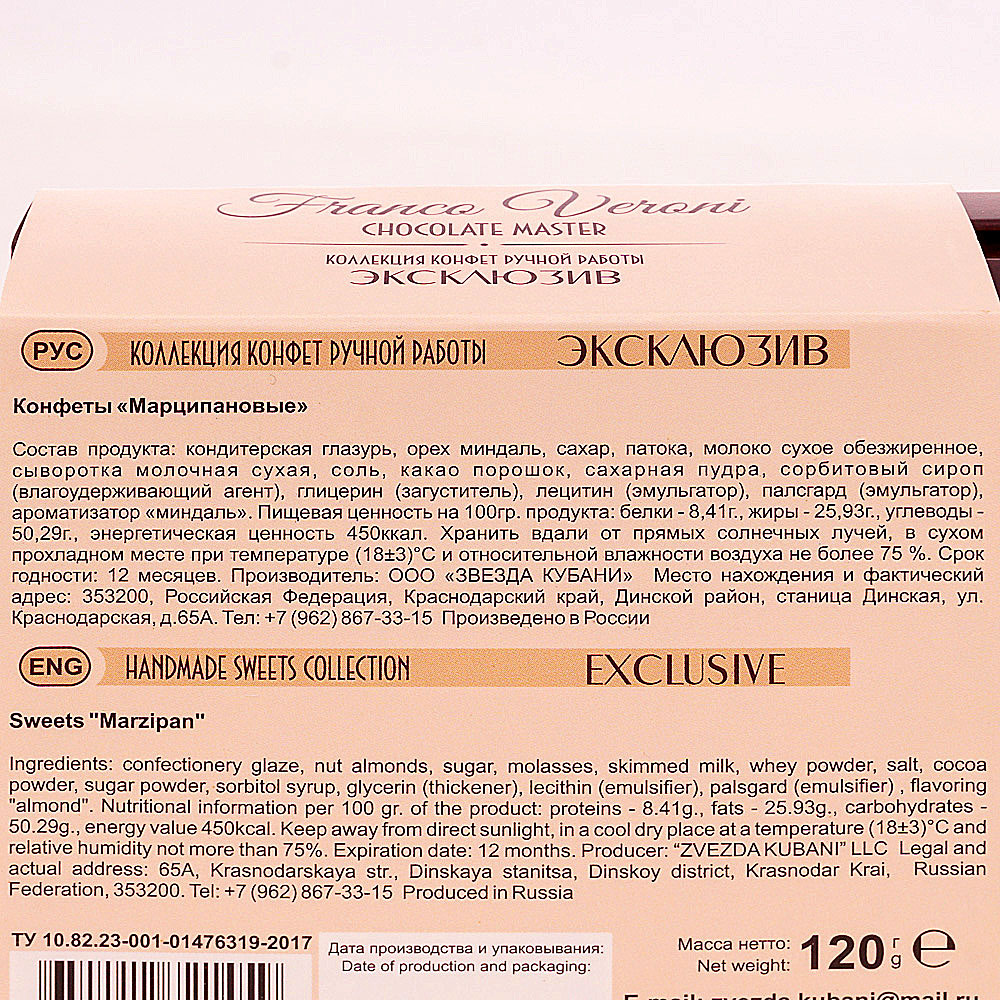 Franco Veroni
CHOCOLATE MASTER
КОЛЛЕКЦИЯ КОНФЕТ РУЧНОЙ РАБОТЫ
ЭКСКЛЮЗИВ
РУС КОЛЛЕКЦИЯ КОНФЕТ РУЧНОЙ РАБОТЫ ЭКСКЛЮЗИВ
Конфеты «Марципановые»
Состав продукта: кондитерская глазурь, орех миндаль, сахар, патока, молоко сухое обезжиренное,
сыворотка молочная сухая, соль, какао порошок, сахарная пудра, сорбитовый сироп
(влагоудерживающий агент), глицерин (загуститель), лецитин (эмульгатор), палсгард (эмульгатор),
ароматизатор «миндаль». Пищевая ценность на 100гр. продукта: белки - 8,41г., жиры - 25,93г., углеводы -
50,29г., энергетическая ценность 450ккал. Хранить вдали от прямых солнечных лучей, в сухом
прохладном месте при температуре (18±3)°C и относительной влажности воздуха не более 75 %. Срок
годности: 12 месяцев. Производитель: ООО «ЗВЕЗДА КУБАНИ» Место нахождения и фактический
адрес: 353200, Российская Федерация, Краснодарский край, Динской район, станица Динская, ул.
Краснодарская, д.65А. Тел: +7 (962) 867-33-15 Произведено в России
ENG HANDMADE SWEETS COLLECTION EXCLUSIVE
Sweets "Marzipan"
Ingredients: confectionery glaze, nut almonds, sugar, molasses, skimmed milk, whey powder, salt, cocoa
powder, sugar powder, sorbitol syrup, glycerin (thickener), lecithin (emulsifier), palsgard (emulsifier) , flavoring
"almond". Nutritional information per 100 gr. of the product: proteins - 8.41g., fats - 25.93g., carbohydrates -
50.29g., energy value 450kcal. Keep away from direct sunlight, in a cool dry place at a temperature (18±3)°C and
relative humidity not more than 75%. Expiration date: 12 months. Producer: “ZVEZDA KUBANI” LLC Legal and
actual address: 65A, Krasnodarskaya str., Dinskaya stanitsa, Dinskoy district, Krasnodar Krai, Russian
Federation, 353200. Tel: +7 (962) 867-33-15 Produced in Russia
ТУ 10.82.23-001-01476319-2017
Дата производства и упаковывания:
Date of production and packaging:
Масса нетто: 120 г ℮
Net weight: g
E-mail: zvezda-kubani@mail.ru